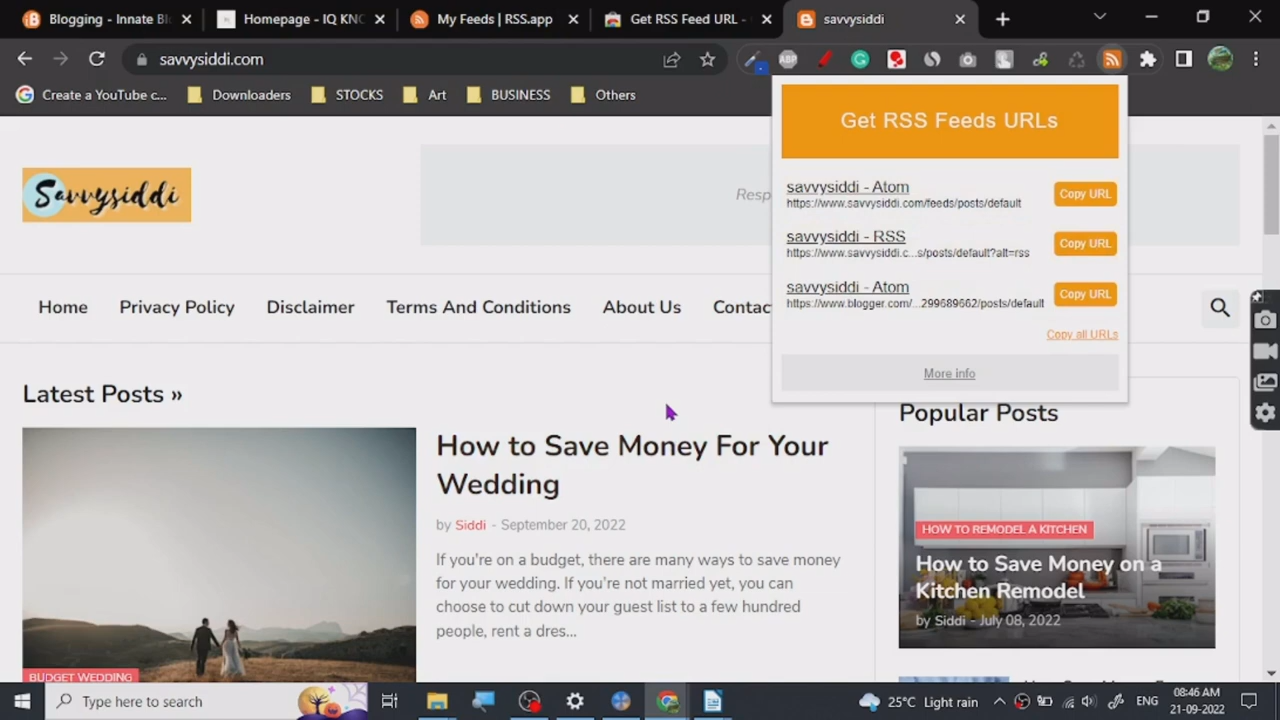 Blogging - Innate Bl
Homepage - IQ KNO
My Feeds | RSS.app
Get RSS Feed URL -
savvysiddi
savvysiddi.com
ABP
Create a YouTube c...
Downloaders
STOCKS
Art
BUSINESS
Others
Get RSS Feeds URLs
savvysiddi - Atom
https://www.savvysiddi.com/feeds/posts/default
Copy URL
savvysiddi - RSS
https://www.savvysiddi.c...s/posts/default?alt=rss
Copy URL
savvysiddi - Atom
https://www.blogger.com/...299689662/posts/default
Copy URL
Copy all URLs
More info
Savvysiddi
Resp
Home
Privacy Policy
Disclaimer
Terms And Conditions
About Us
Contac
Latest Posts »
How to Save Money For Your
Wedding
by Siddi - September 20, 2022
If you're on a budget, there are many ways to save money
for your wedding. If you're not married yet, you can
choose to cut down your guest list to a few hundred
people, rent a dres...
BUDGET WEDDING
Popular Posts
HOW TO REMODEL A KITCHEN
How to Save Money on a
Kitchen Remodel
by Siddi - July 08, 2022
Type here to search
25°C Light rain
ENG
08:46 AM
21-09-2022